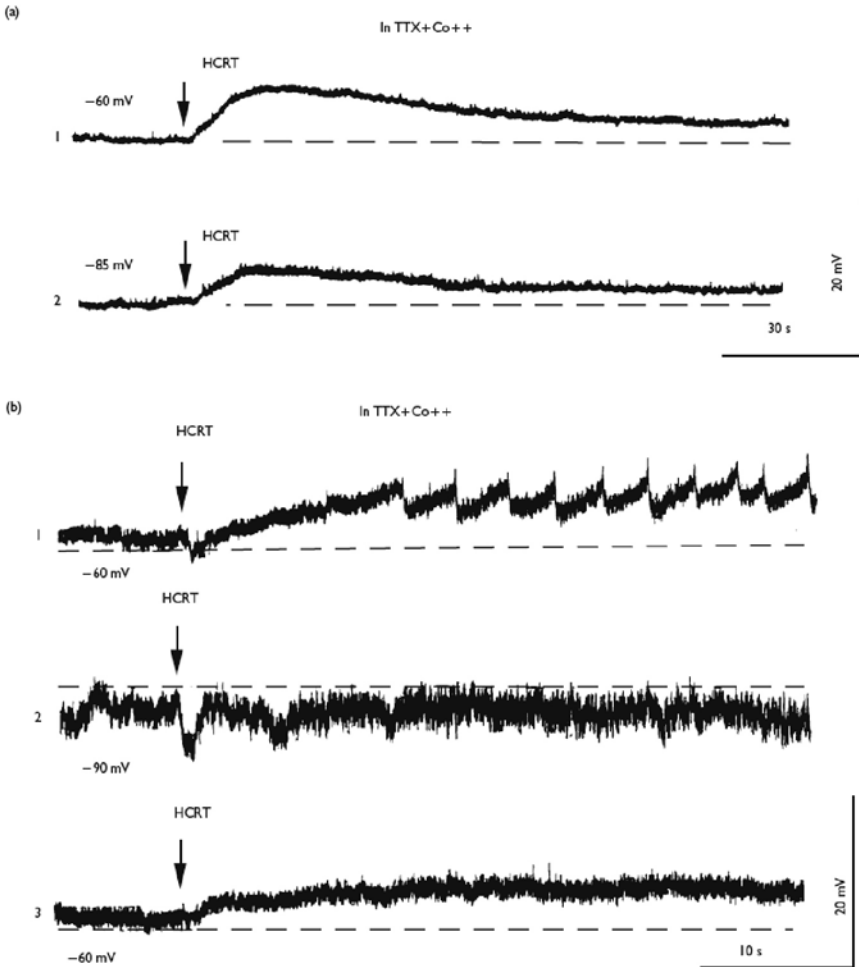 (a)
In TTX+Co++
HCRT
−60 mV
1
HCRT
−85 mV
2
20 mV
30 s
(b)
In TTX+Co++
HCRT
1
−60 mV
HCRT
2
−90 mV
HCRT
3
20 mV
−60 mV
10 s